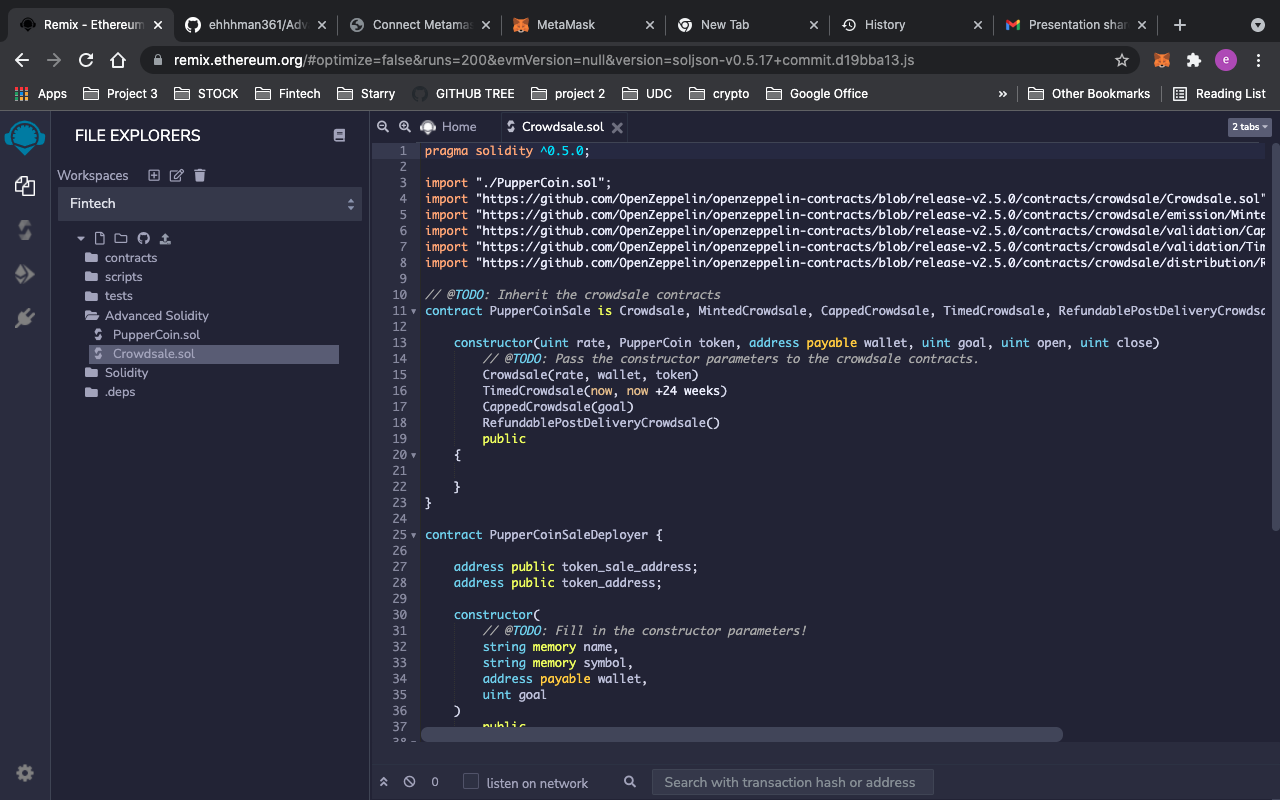 Remix - Ethereum
ehhhman361/Adv
Connect Metamas
MetaMask
New Tab
History
Presentation shar
remix.ethereum.org/#optimize=false&runs=200&evmVersion=null&version=soljson-v0.5.17+commit.d19bba13.js
e
Apps
Project 3
STOCK
Fintech
Starry
GITHUB TREE
project 2
UDC
crypto
Google Office
»
Other Bookmarks
Reading List
FILE EXPLORERS
Workspaces
Fintech
contracts
scripts
tests
Advanced Solidity
PupperCoin.sol
Crowdsale.sol
Solidity
.deps
Home
Crowdsale.sol
2 tabs
1 pragma solidity ^0.5.0;
2
3 import "./PupperCoin.sol";
4 import "https://github.com/OpenZeppelin/openzeppelin-contracts/blob/release-v2.5.0/contracts/crowdsale/Crowdsale.sol"
5 import "https://github.com/OpenZeppelin/openzeppelin-contracts/blob/release-v2.5.0/contracts/crowdsale/emission/Minte
6 import "https://github.com/OpenZeppelin/openzeppelin-contracts/blob/release-v2.5.0/contracts/crowdsale/validation/Cap
7 import "https://github.com/OpenZeppelin/openzeppelin-contracts/blob/release-v2.5.0/contracts/crowdsale/validation/Tim
8 import "https://github.com/OpenZeppelin/openzeppelin-contracts/blob/release-v2.5.0/contracts/crowdsale/distribution/R
9
10 // @TODO: Inherit the crowdsale contracts
11 contract PupperCoinSale is Crowdsale, MintedCrowdsale, CappedCrowdsale, TimedCrowdsale, RefundablePostDeliveryCrowdsa
12
13 constructor(uint rate, PupperCoin token, address payable wallet, uint goal, uint open, uint close)
14 // @TODO: Pass the constructor parameters to the crowdsale contracts.
15 Crowdsale(rate, wallet, token)
16 TimedCrowdsale(now, now +24 weeks)
17 CappedCrowdsale(goal)
18 RefundablePostDeliveryCrowdsale()
19 public
20 {
21
22 }
23 }
24
25 contract PupperCoinSaleDeployer {
26
27 address public token_sale_address;
28 address public token_address;
29
30 constructor(
31 // @TODO: Fill in the constructor parameters!
32 string memory name,
33 string memory symbol,
34 address payable wallet,
35 uint goal
36 )
37 public
38
0
listen on network
Search with transaction hash or address